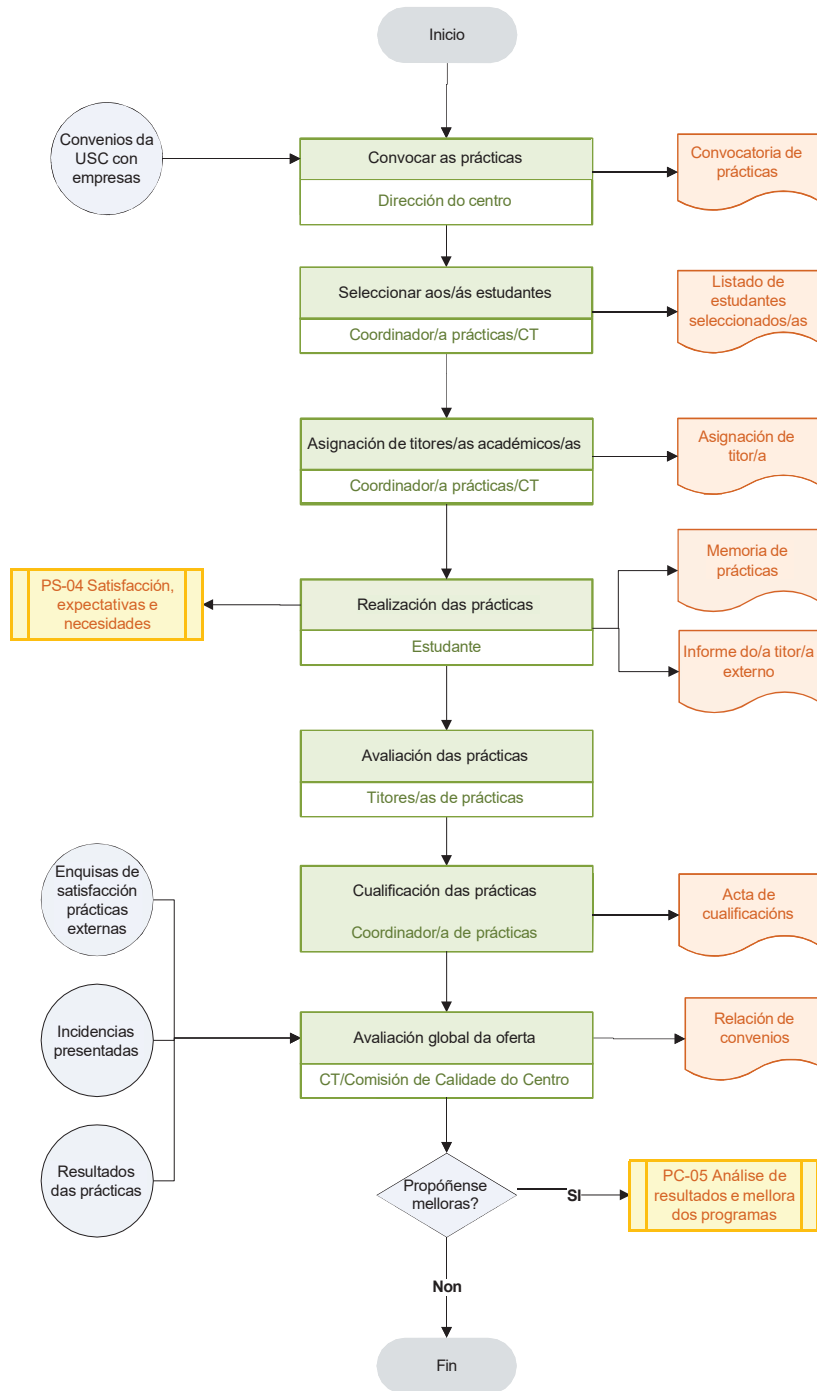 Inicio
Convenios da
USC con
empresas
Convocar as prácticas
Dirección do centro
Convocatoria de
prácticas
Seleccionar aos/ás estudantes
Coordinador/a prácticas/CT
Listado de
estudantes
seleccionados/as
Asignación de titores/as académicos/as
Coordinador/a prácticas/CT
Asignación de
titor/a
PS-04 Satisfacción,
expectativas e
necesidades
Realización das prácticas
Estudante
Memoria de
prácticas
Informe do/a titor/a
externo
Avaliación das prácticas
Titores/as de prácticas
Enquisas de
satisfacción
prácticas
externas
Cualificación das prácticas
Coordinador/a de prácticas
Acta de
cualificacións
Incidencias
presentadas
Avaliación global da oferta
CT/Comisión de Calidade do Centro
Relación de
convenios
Resultados
das prácticas
Propóñense
melloras?
SI
PC-05 Análise de
resultados e mellora
dos programas
Non
Fin